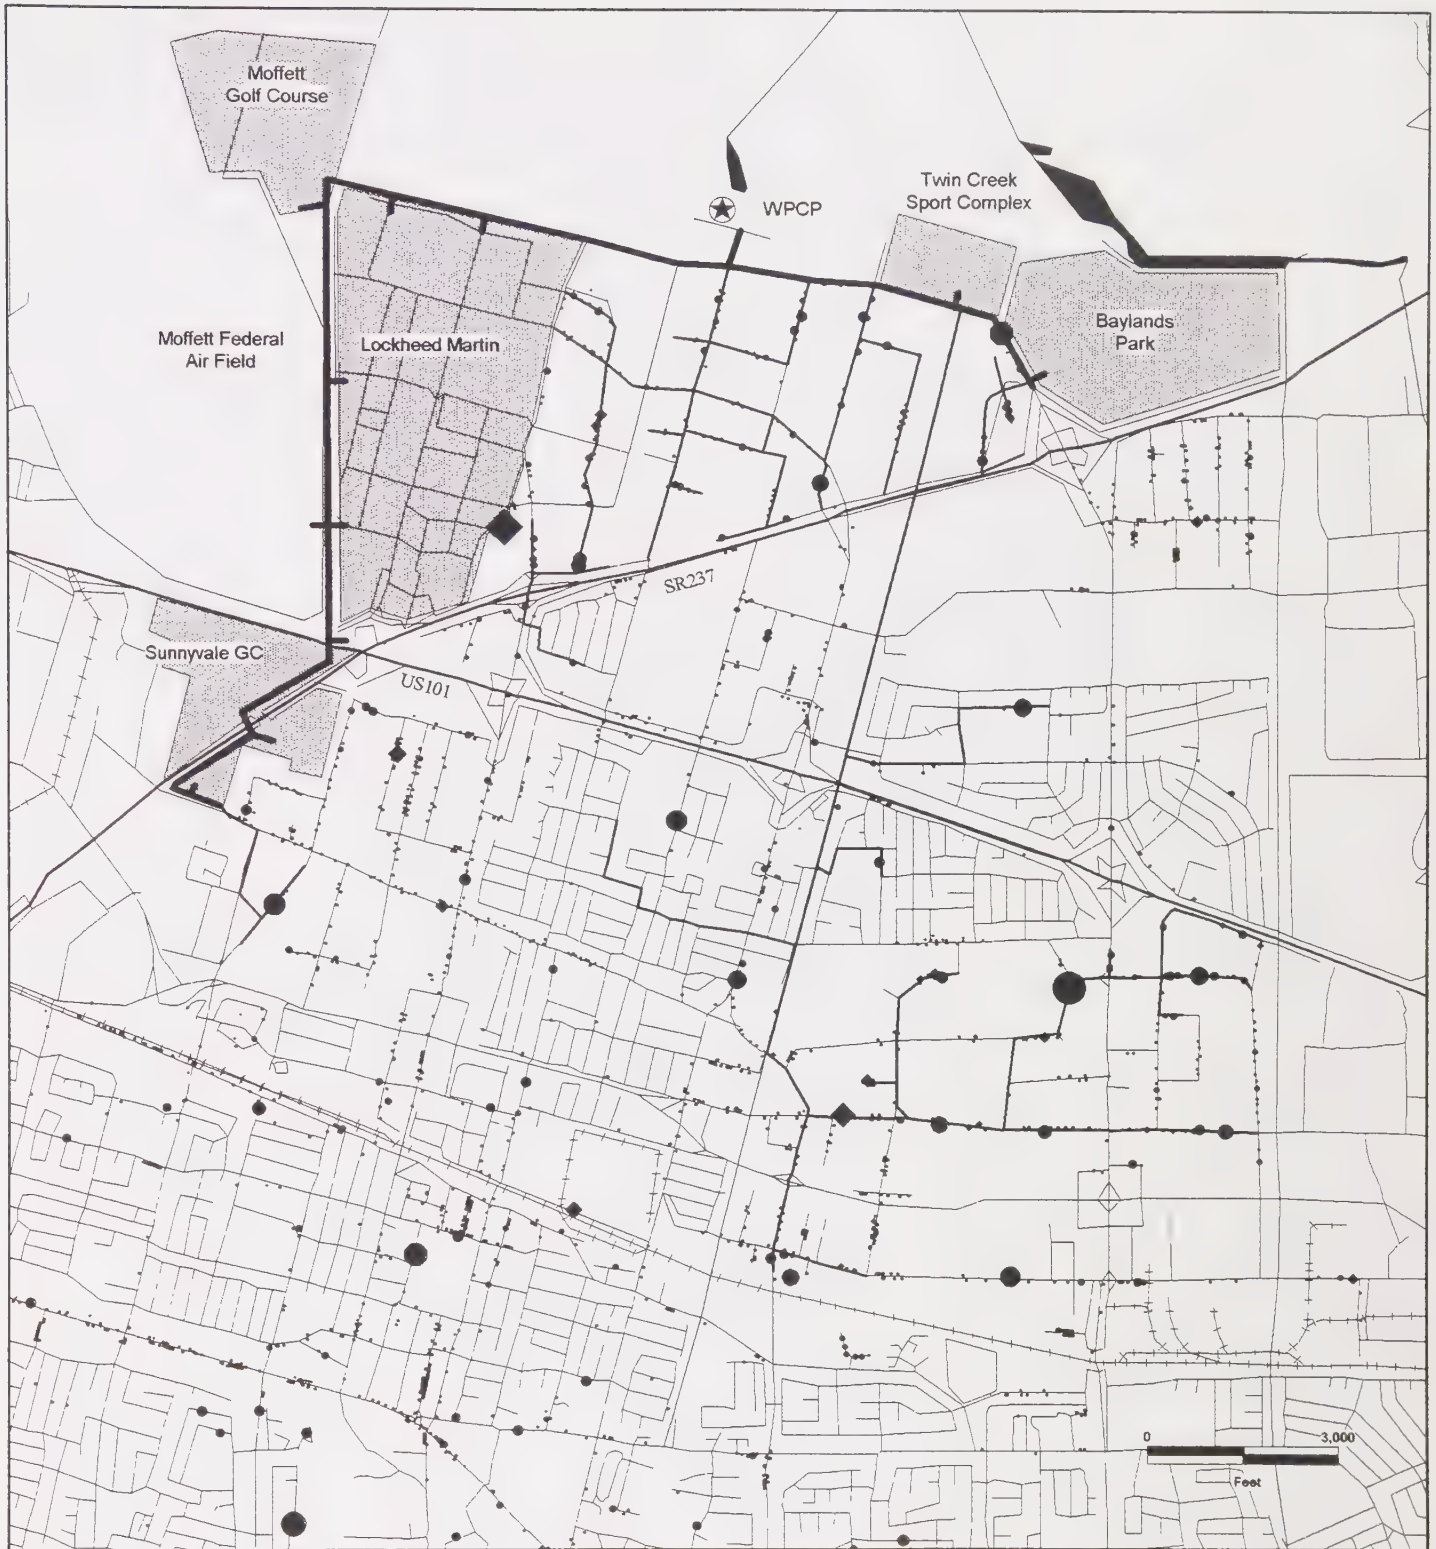 Moffett
Golf Course
Twin Creek
Sport Complex
WPCP
Moffett Federal
Air Field
Lockheed Martin
Baylands
Park
SR237
Sunnyvale GC
US101
0 3,000
Feet